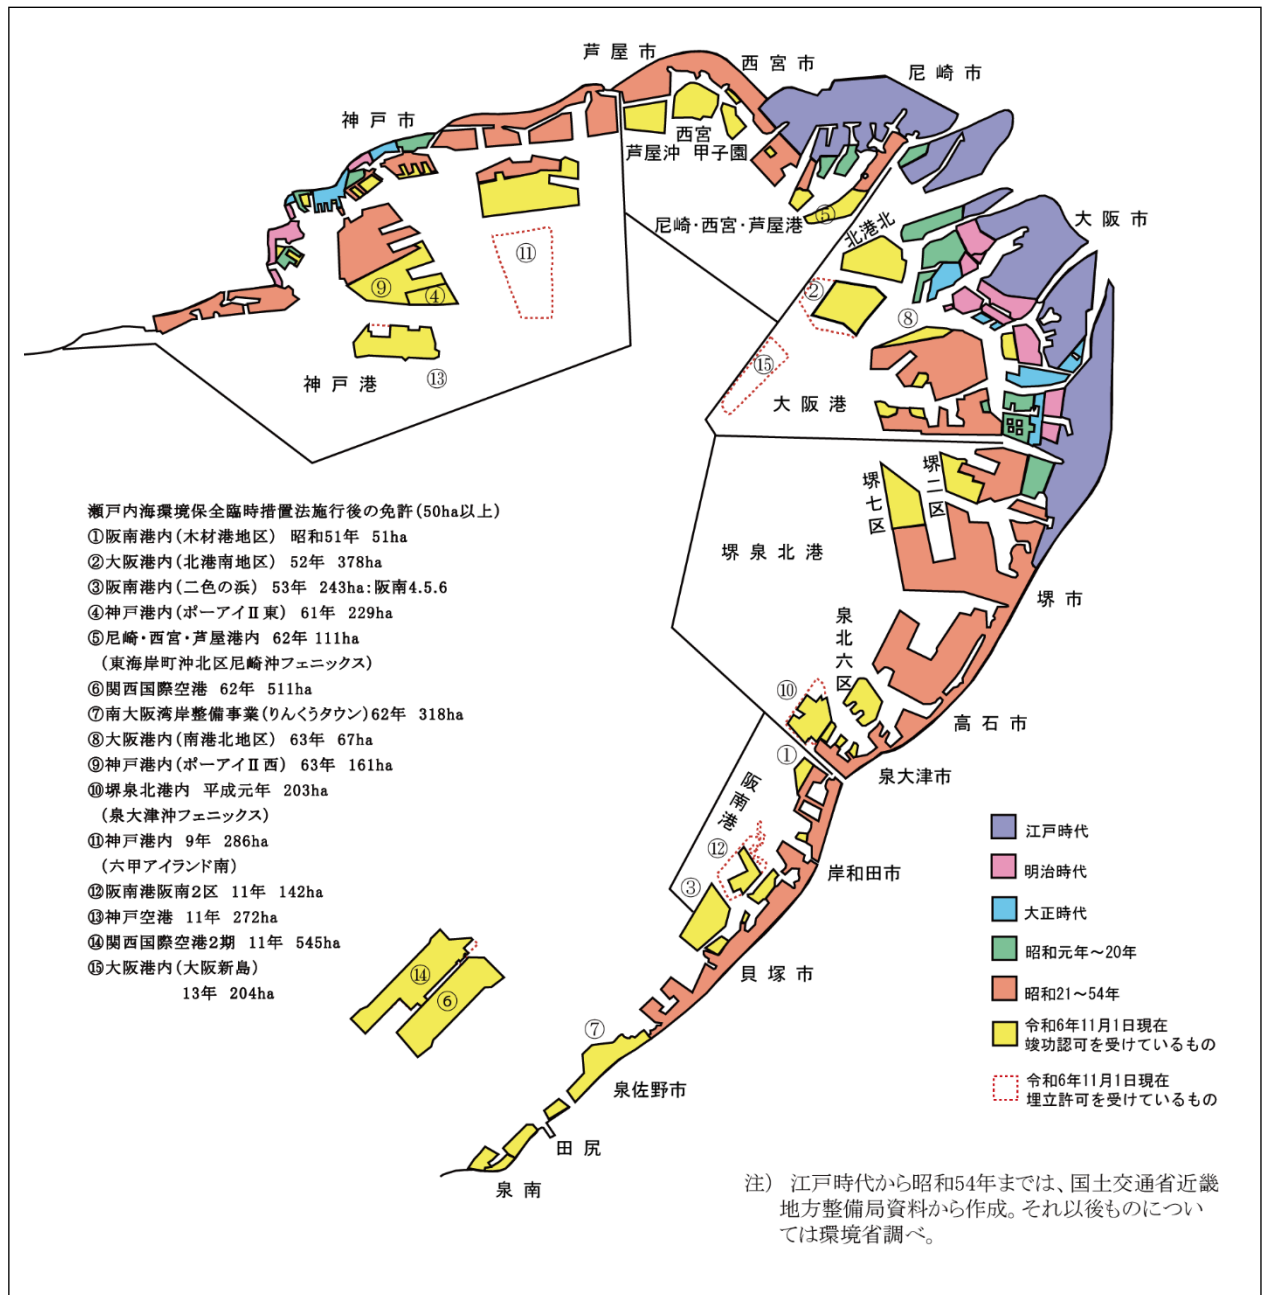 芦屋市
西宮市
尼崎市
神戸市
西宮
芦屋沖 甲子園
尼崎・西宮・芦屋港
⑤
北港北
大阪市
⑪
⑨
④
②
⑧
⑮
神戸港
⑬
大阪港
堺七区
堺二区
堺泉北港
堺市
泉北六区
⑩
高石市
①
泉大津市
阪南港
⑫
岸和田市
③
貝塚市
⑭
⑥
⑦
泉佐野市
田尻
泉南
瀬戸内海環境保全臨時措置法施行後の免許(50ha以上)
①阪南港内(木材港地区) 昭和51年 51ha
②大阪港内(北港南地区) 52年 378ha
③阪南港内(二色の浜) 53年 243ha:阪南4.5.6
④神戸港内(ポーアイⅡ東) 61年 229ha
⑤尼崎・西宮・芦屋港内 62年 111ha
(東海岸町沖北区尼崎沖フェニックス)
⑥関西国際空港 62年 511ha
⑦南大阪湾岸整備事業(りんくうタウン)62年 318ha
⑧大阪港内(南港北地区) 63年 67ha
⑨神戸港内(ポーアイⅡ西) 63年 161ha
⑩堺泉北港内 平成元年 203ha
(泉大津沖フェニックス)
⑪神戸港内 9年 286ha
(六甲アイランド南)
⑫阪南港阪南2区 11年 142ha
⑬神戸空港 11年 272ha
⑭関西国際空港2期 11年 545ha
⑮大阪港内(大阪新島)
13年 204ha
江戸時代
明治時代
大正時代
昭和元年～20年
昭和21～54年
令和6年11月1日現在
竣功認可を受けているもの
令和6年11月1日現在
埋立許可を受けているもの
注) 江戸時代から昭和54年までは、国土交通省近畿
地方整備局資料から作成。それ以後ものについ
ては環境省調べ。